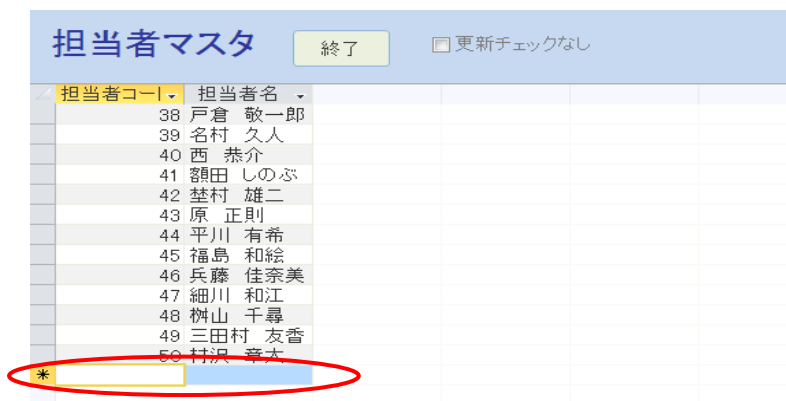 担当者マスタ 終了 更新チェックなし
担当者コード 担当者名
38 戸倉 敬一郎
39 名村 久人
40 西 恭介
41 額田 しのぶ
42 埜村 雄二
43 原 正則
44 平川 有希
45 福島 和絵
46 兵藤 佳奈美
47 細川 和江
48 桝山 千尋
49 三田村 友香
50 村沢 章太
*